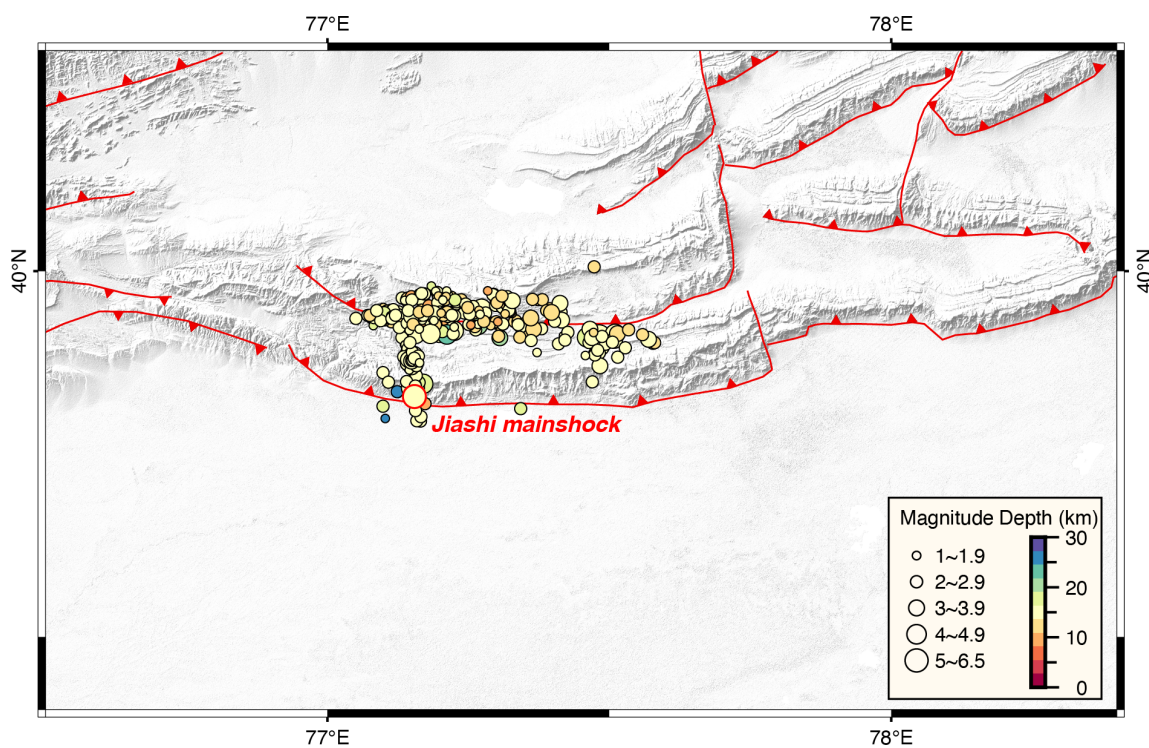 77°E 78°E
40°N 40°N
Jiashi mainshock
Magnitude Depth (km)
30
1~1.9
2~2.9 20
3~3.9
4~4.9 10
5~6.5
0
77°E 78°E